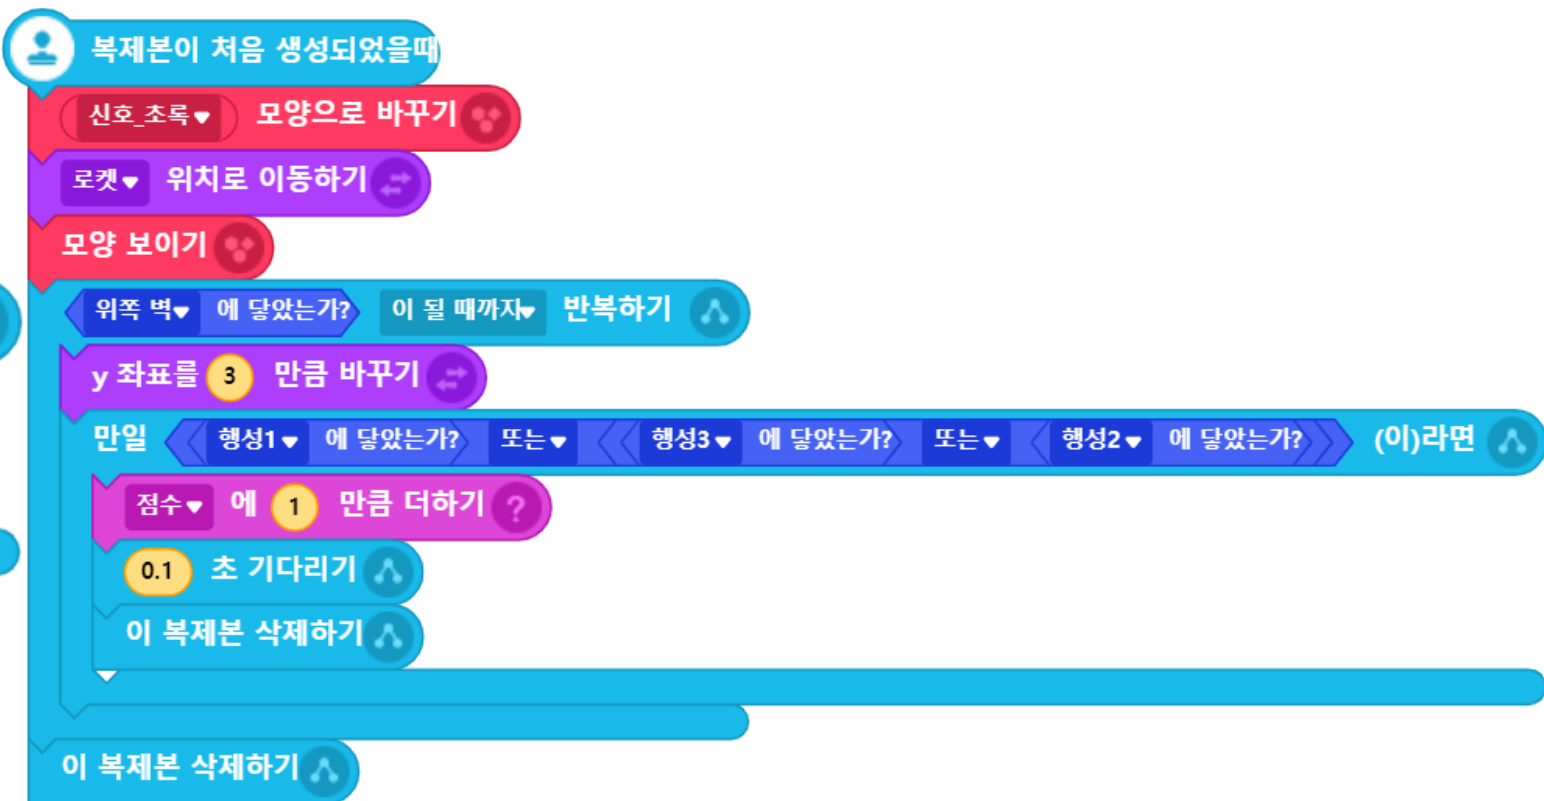 복제본이 처음 생성되었을때
신호_초록 모양으로 바꾸기
로켓 위치로 이동하기
모양 보이기
위쪽 벽 에 닿았는가? 이 될 때까지 반복하기
y 좌표를 3 만큼 바꾸기
만일 행성1 에 닿았는가? 또는 행성3 에 닿았는가? 또는 행성2 에 닿았는가? (이)라면
점수 에 1 만큼 더하기 ?
0.1 초 기다리기
이 복제본 삭제하기
이 복제본 삭제하기